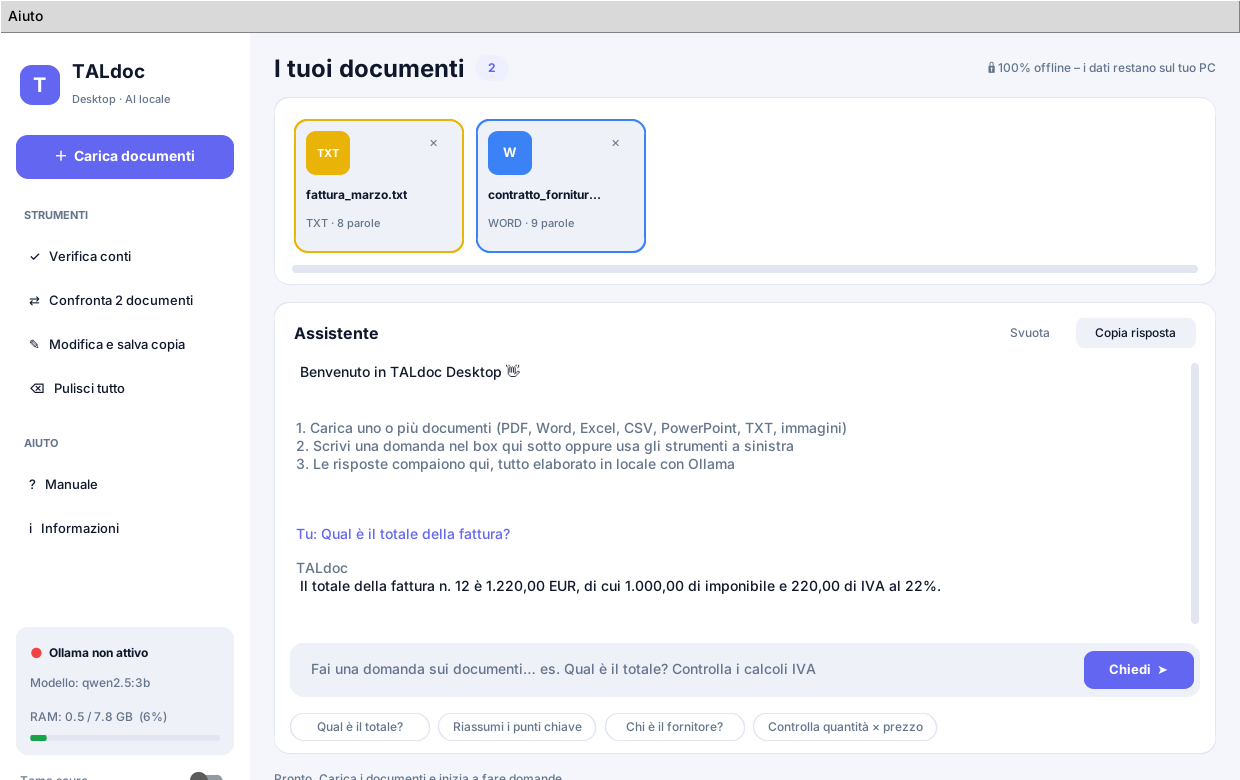 Aiuto
T
TALdoc
Desktop · AI locale
+ Carica documenti
STRUMENTI
✓ Verifica conti
⇄ Confronta 2 documenti
✎ Modifica e salva copia
⌫ Pulisci tutto
AIUTO
? Manuale
i Informazioni
Ollama non attivo
Modello: qwen2.5:3b
RAM: 0.5 / 7.8 GB (6%)
Tema scuro
I tuoi documenti 2
🔒 100% offline – i dati restano sul tuo PC
TXT ×
fattura_marzo.txt
TXT · 8 parole
W ×
contratto_fornitur...
WORD · 9 parole
Assistente
Svuota
Copia risposta
Benvenuto in TALdoc Desktop 👋
1. Carica uno o più documenti (PDF, Word, Excel, CSV, PowerPoint, TXT, immagini)
2. Scrivi una domanda nel box qui sotto oppure usa gli strumenti a sinistra
3. Le risposte compaiono qui, tutto elaborato in locale con Ollama
Tu: Qual è il totale della fattura?
TALdoc
Il totale della fattura n. 12 è 1.220,00 EUR, di cui 1.000,00 di imponibile e 220,00 di IVA al 22%.
Fai una domanda sui documenti... es. Qual è il totale? Controlla i calcoli IVA
Chiedi ➤
Qual è il totale?
Riassumi i punti chiave
Chi è il fornitore?
Controlla quantità × prezzo
Pronto. Carica i documenti e inizia a fare domande.